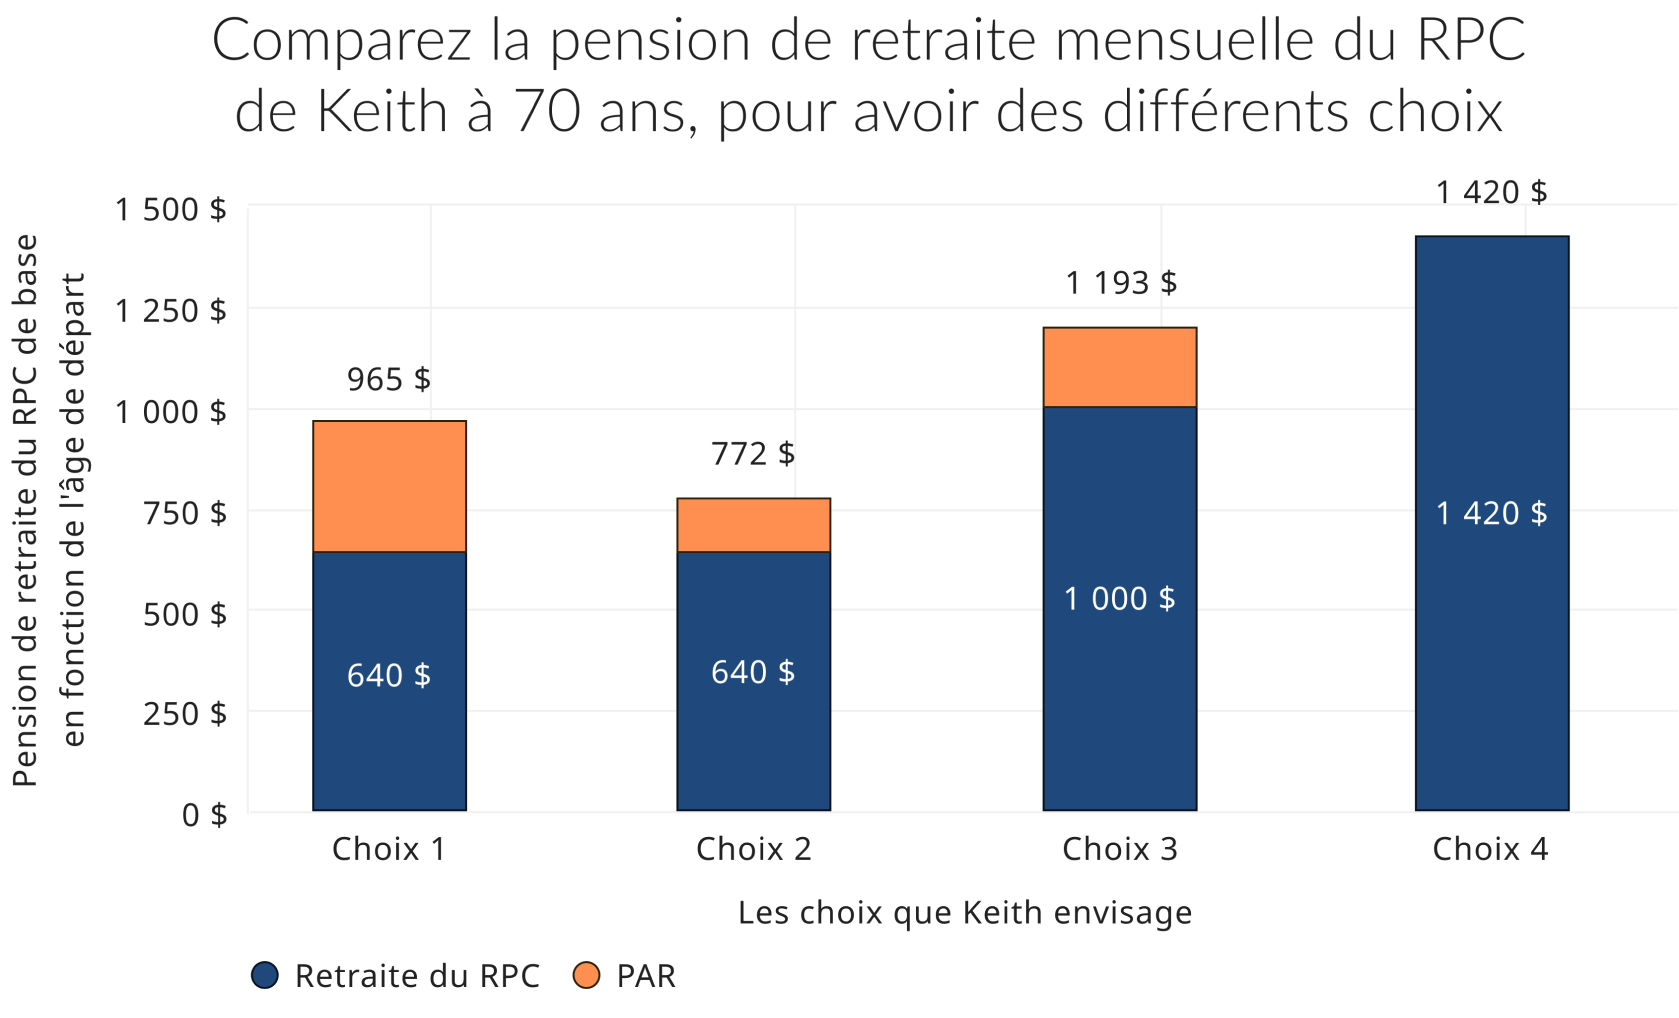 Comparez la pension de retraite mensuelle du RPC
de Keith à 70 ans, pour avoir des différents choix
Pension de retraite du RPC de base
en fonction de l'âge de départ
1 500 $
1 250 $
1 000 $
750 $
500 $
250 $
0 $
965 $
640 $
772 $
640 $
1 193 $
1 000 $
1 420 $
1 420 $
Choix 1
Choix 2
Choix 3
Choix 4
Les choix que Keith envisage
Retraite du RPC
PAR